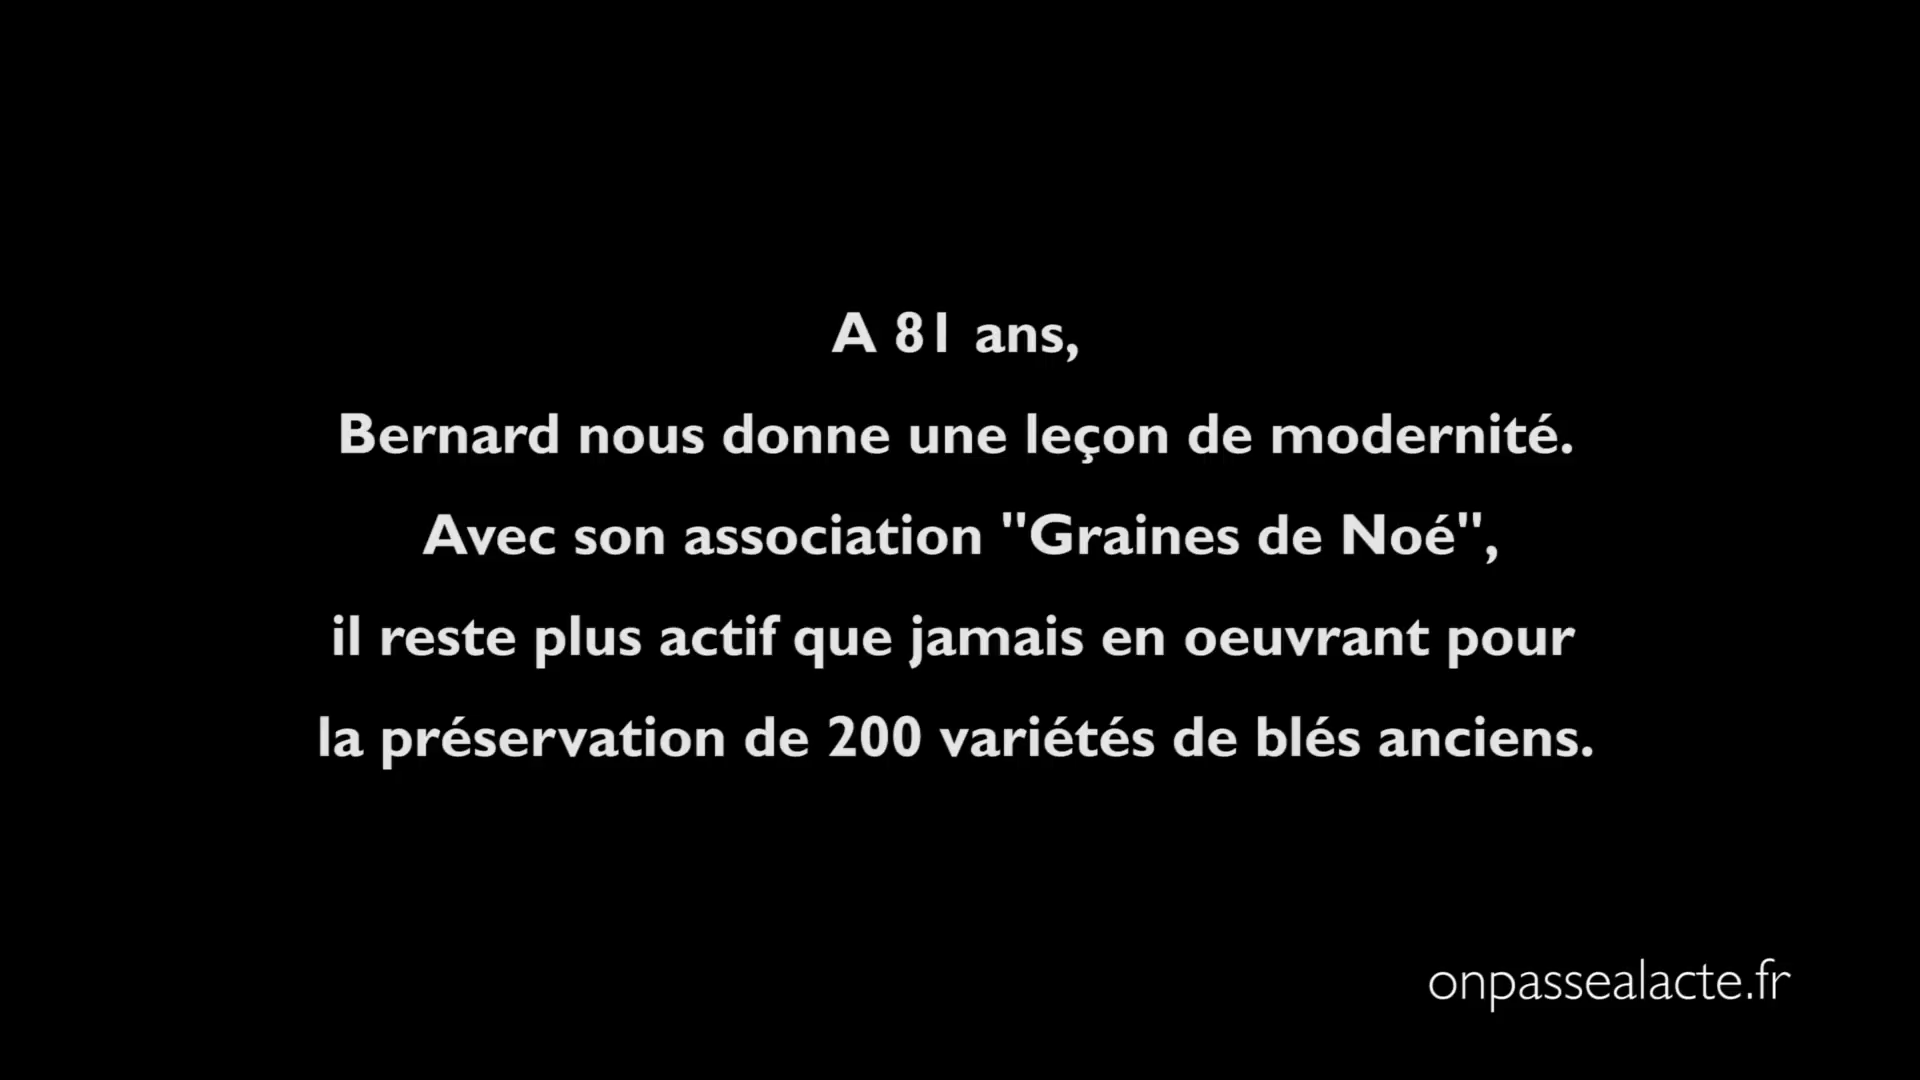 A 81 ans,
Bernard nous donne une leçon de modernité.
Avec son association "Graines de Noé",
il reste plus actif que jamais en oeuvrant pour
la préservation de 200 variétés de blés anciens.
onpassealacte.fr